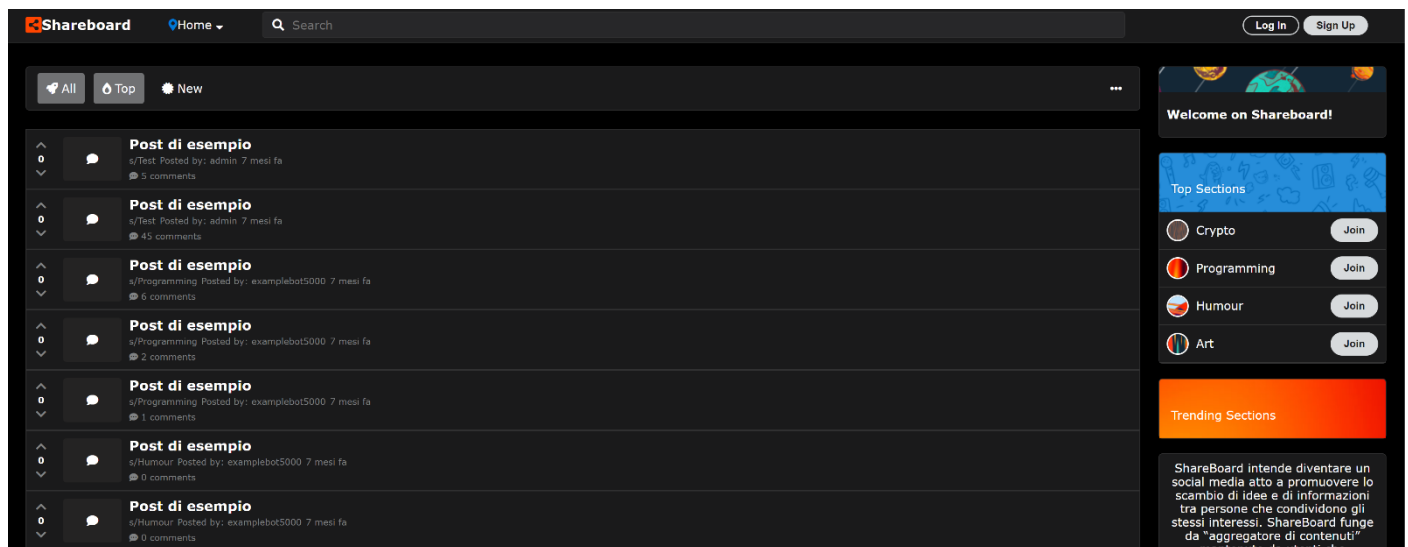 Shareboard
Home
Search
Log In
Sign Up
All
Top
New
Post di esempio
0
s/Test Posted by: admin 7 mesi fa
5 comments
Post di esempio
0
s/Test Posted by: admin 7 mesi fa
45 comments
Post di esempio
0
s/Programming Posted by: examplebot5000 7 mesi fa
6 comments
Post di esempio
0
s/Programming Posted by: examplebot5000 7 mesi fa
2 comments
Post di esempio
0
s/Programming Posted by: examplebot5000 7 mesi fa
1 comments
Post di esempio
0
s/Humour Posted by: examplebot5000 7 mesi fa
0 comments
Post di esempio
0
s/Humour Posted by: examplebot5000 7 mesi fa
0 comments
Welcome on Shareboard!
Top Sections
Crypto
Join
Programming
Join
Humour
Join
Art
Join
Trending Sections
ShareBoard intende diventare un
social media atto a promuovere lo
scambio di idee e di informazioni
tra persone che condividono gli
stessi interessi. ShareBoard funge
da “aggregatore di contenuti”